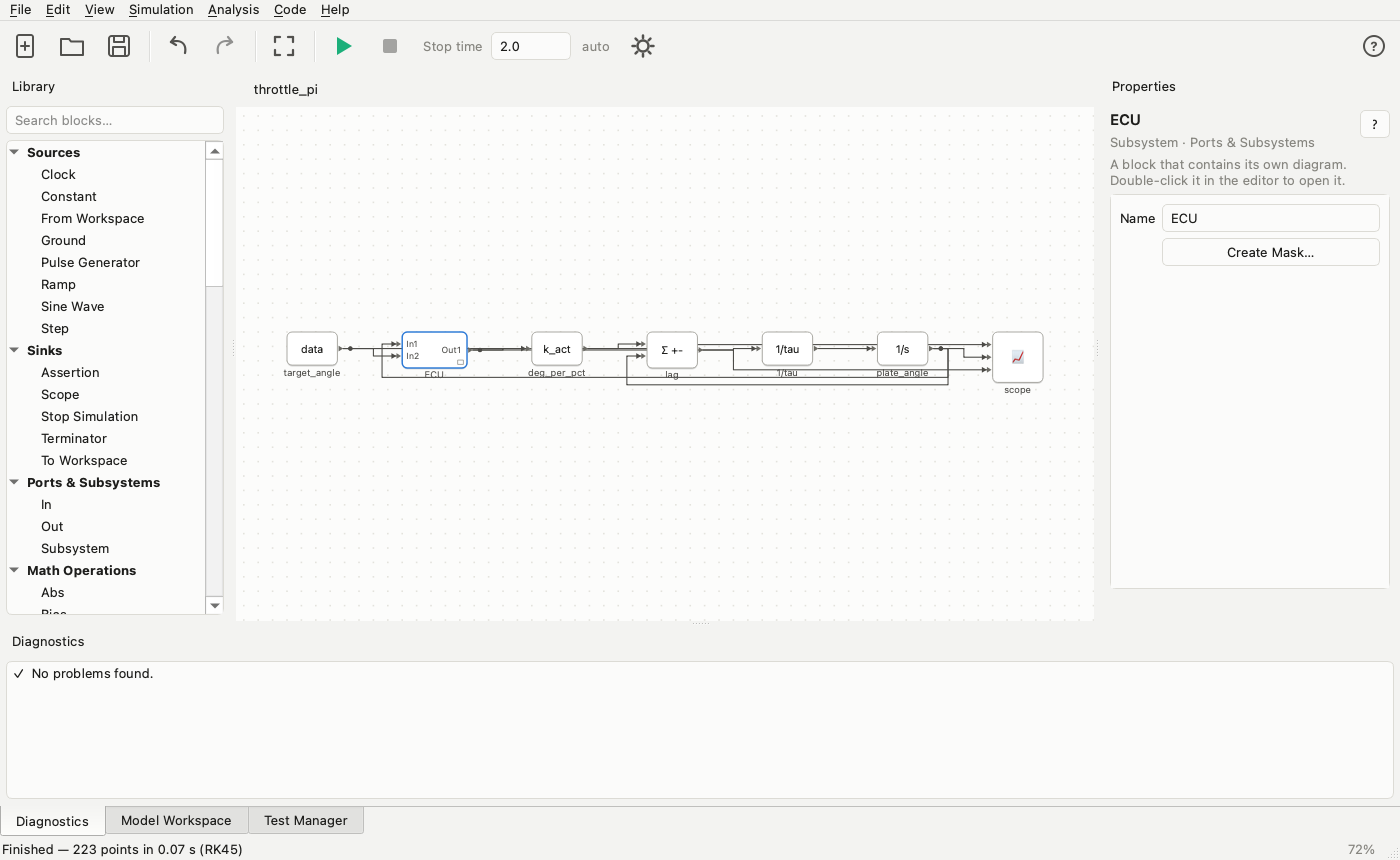 File Edit View Simulation Analysis Code Help
Stop time 2.0 auto
Library
Search blocks...
Sources
Clock
Constant
From Workspace
Ground
Pulse Generator
Ramp
Sine Wave
Step
Sinks
Assertion
Scope
Stop Simulation
Terminator
To Workspace
Ports & Subsystems
In
Out
Subsystem
Math Operations
Abs
Bias
throttle_pi
data
target_angle
In1
In2
Out1
ECU
k_act
deg_per_pct
Σ +-
lag
1/tau
1/tau
1/s
plate_angle
scope
Properties
ECU
?
Subsystem · Ports & Subsystems
A block that contains its own diagram.
Double-click it in the editor to open it.
Name ECU
Create Mask...
Diagnostics
✓ No problems found.
Diagnostics Model Workspace Test Manager
Finished — 223 points in 0.07 s (RK45)
72%